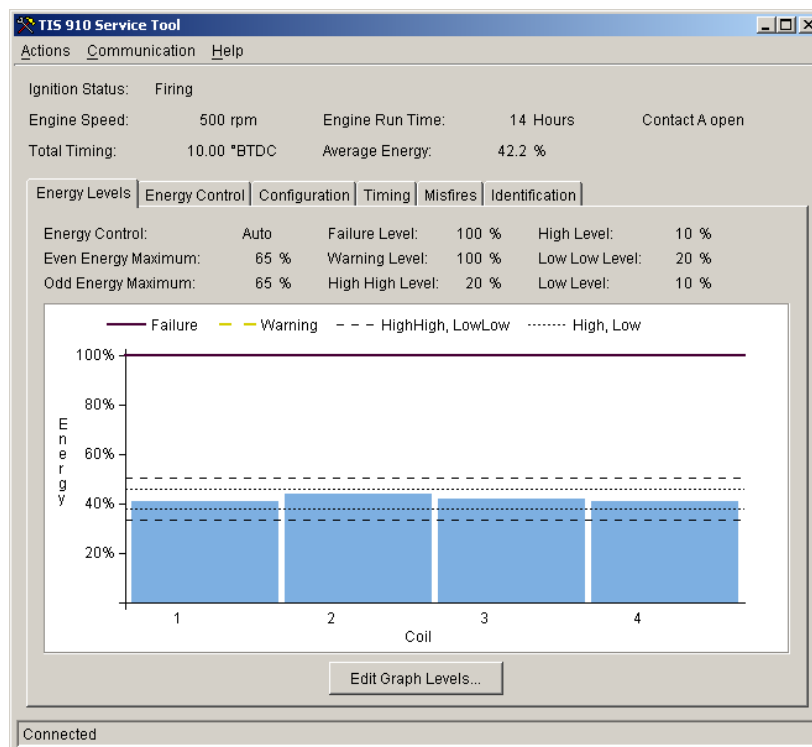 TIS 910 Service Tool
Actions Communication Help
Ignition Status: Firing
Engine Speed: 500 rpm Engine Run Time: 14 Hours Contact A open
Total Timing: 10.00 °BTDC Average Energy: 42.2 %
Energy Levels Energy Control Configuration Timing Misfires Identification
Energy Control: Auto Failure Level: 100 % High Level: 10 %
Even Energy Maximum: 65 % Warning Level: 100 % Low Low Level: 20 %
Odd Energy Maximum: 65 % High High Level: 20 % Low Level: 10 %
Failure Warning HighHigh, LowLow High, Low
100%
80%
60%
40%
20%
Energy
1 2 3 4
Coil
Edit Graph Levels...
Connected